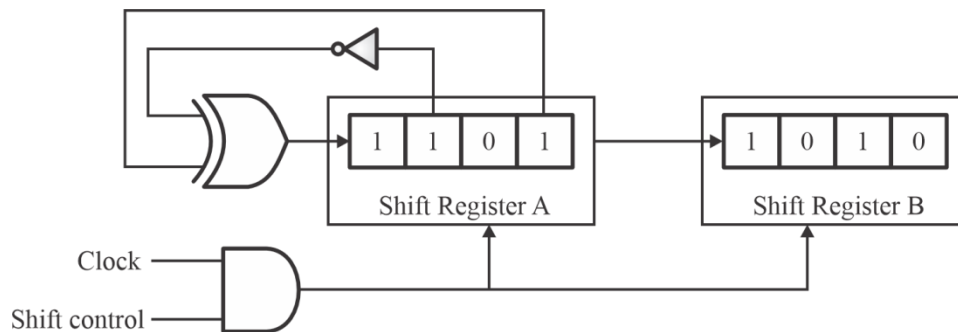 1 1 0 1
1 0 1 0
Shift Register A
Shift Register B
Clock
Shift control